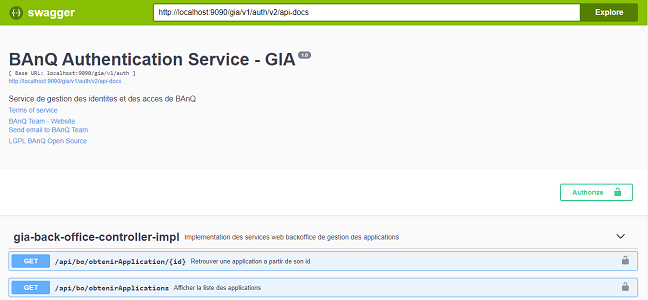 swagger
http://localhost:9090/gia/v1/auth/v2/api-docs
Explore
BAnQ Authentication Service - GIA 1.0
[ Base URL: localhost:9090/gia/v1/auth ]
http://localhost:9090/gia/v1/auth/v2/api-docs
Service de gestion des identites et des acces de BAnQ
Terms of service
BAnQ Team - Website
Send email to BAnQ Team
LGPL BAnQ Open Source
Authorize
gia-back-office-controller-impl Implementation des services web backoffice de gestion des applications
GET /api/bo/obtenirApplication/{id} Retrouver une application a partir de son id
GET /api/bo/obtenirApplications Afficher la liste des applications